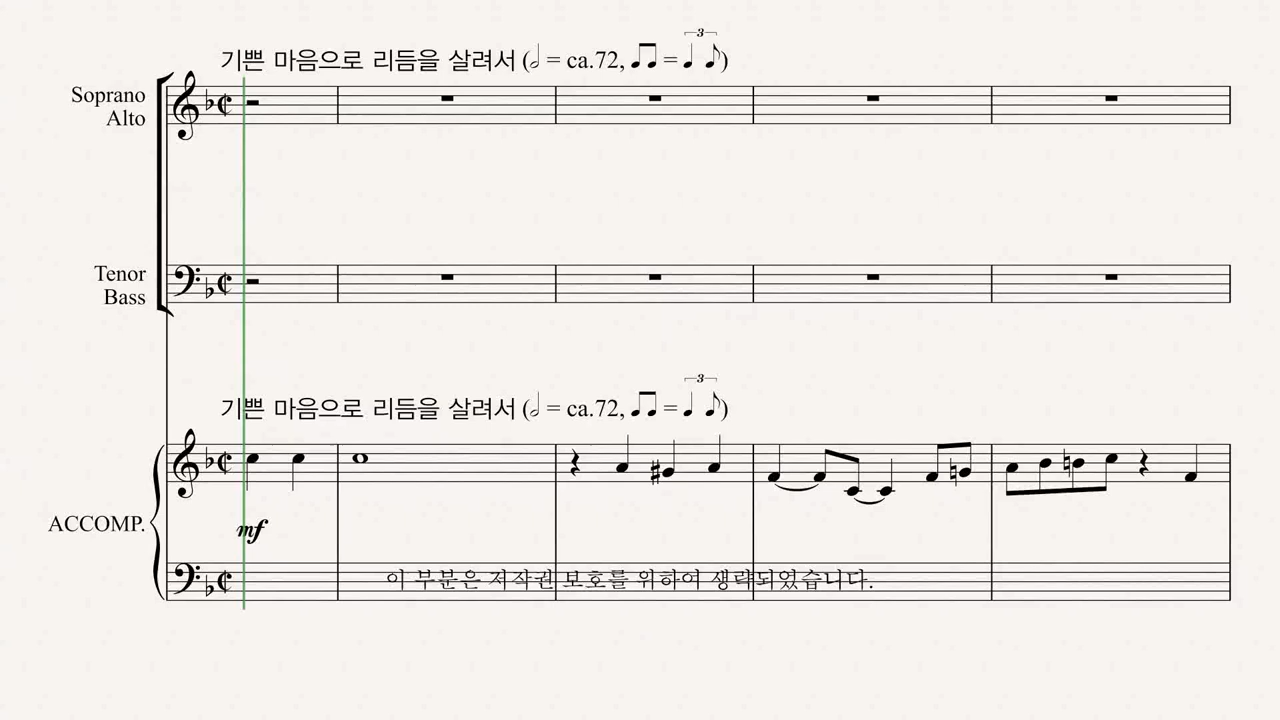 기쁜 마음으로 리듬을 살려서 (𝅗𝅥 = ca.72, ♫ = ♩ ♪)
3
Soprano
Alto
Tenor
Bass
기쁜 마음으로 리듬을 살려서 (𝅗𝅥 = ca.72, ♫ = ♩ ♪)
3
ACCOMP.
mf
이 부분은 저작권 보호를 위하여 생략되었습니다.